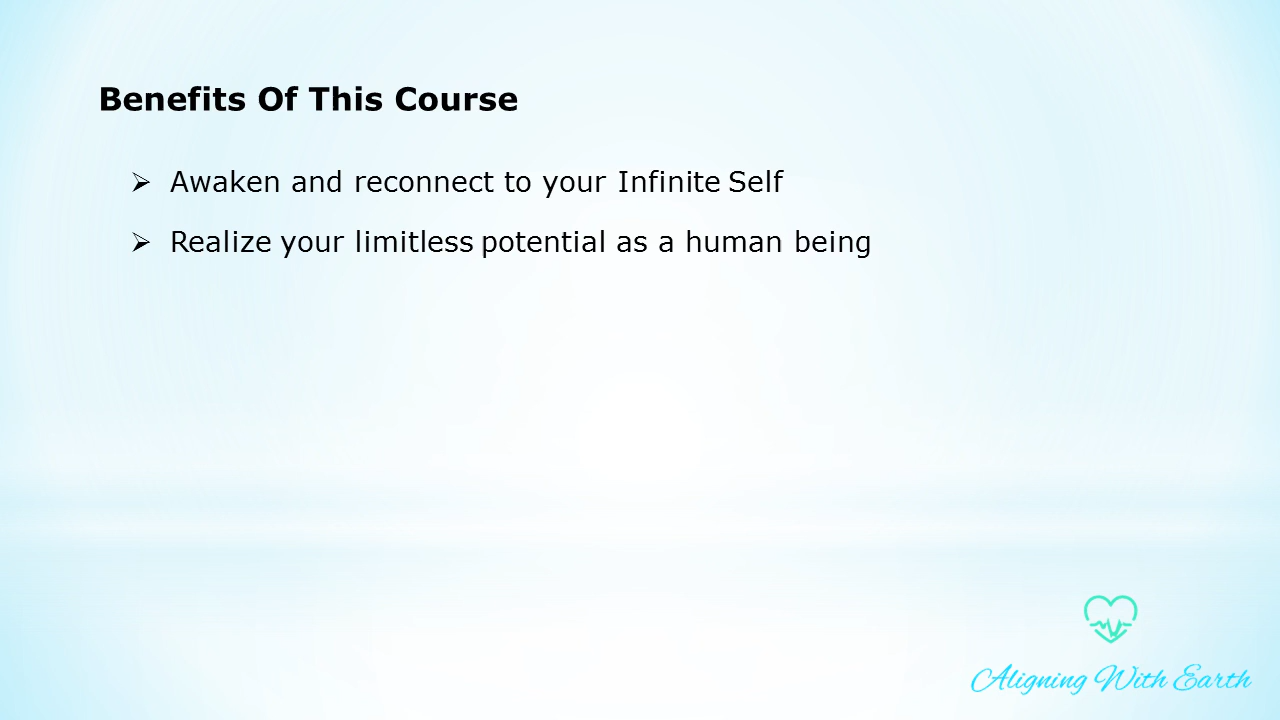 Benefits Of This Course
Awaken and reconnect to your Infinite Self
Realize your limitless potential as a human being
Aligning With Earth